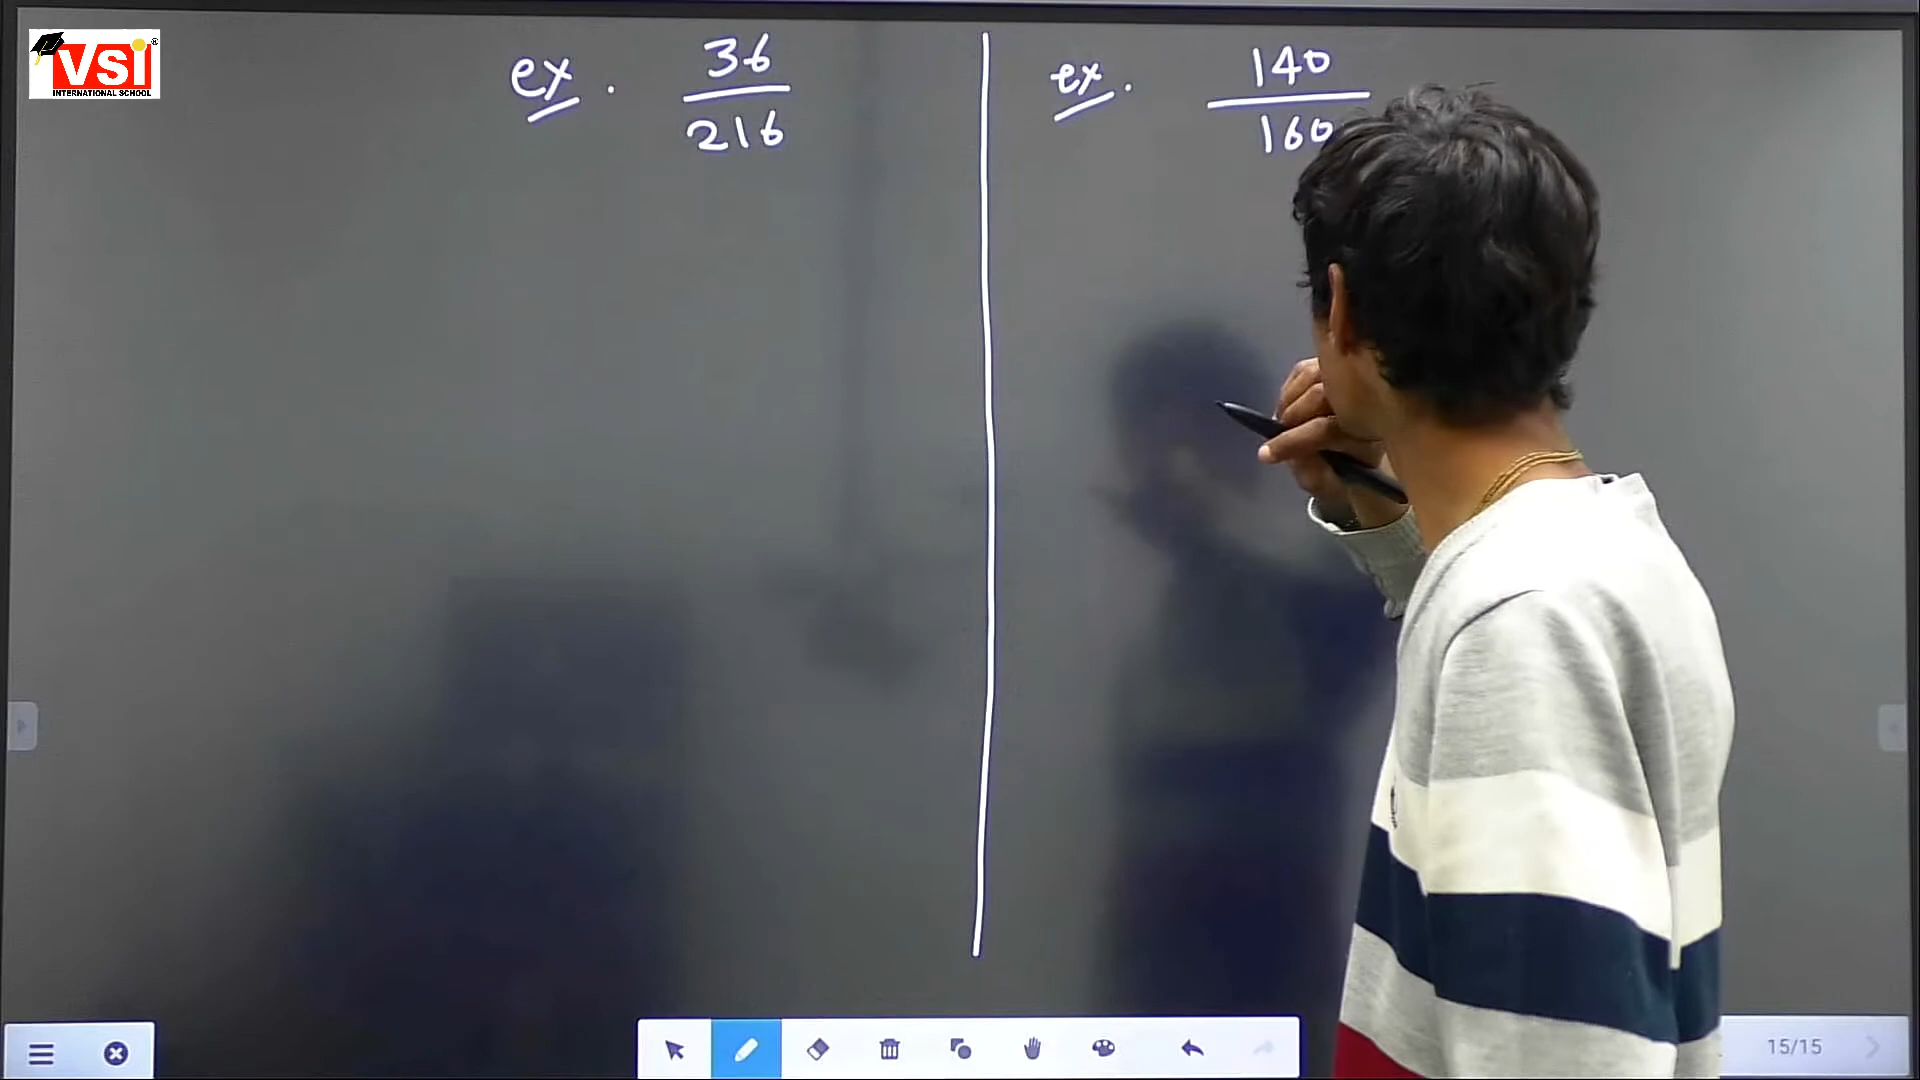 VSI
INTERNATIONAL SCHOOL
ex. 36
216
ex. 140
160
15/15